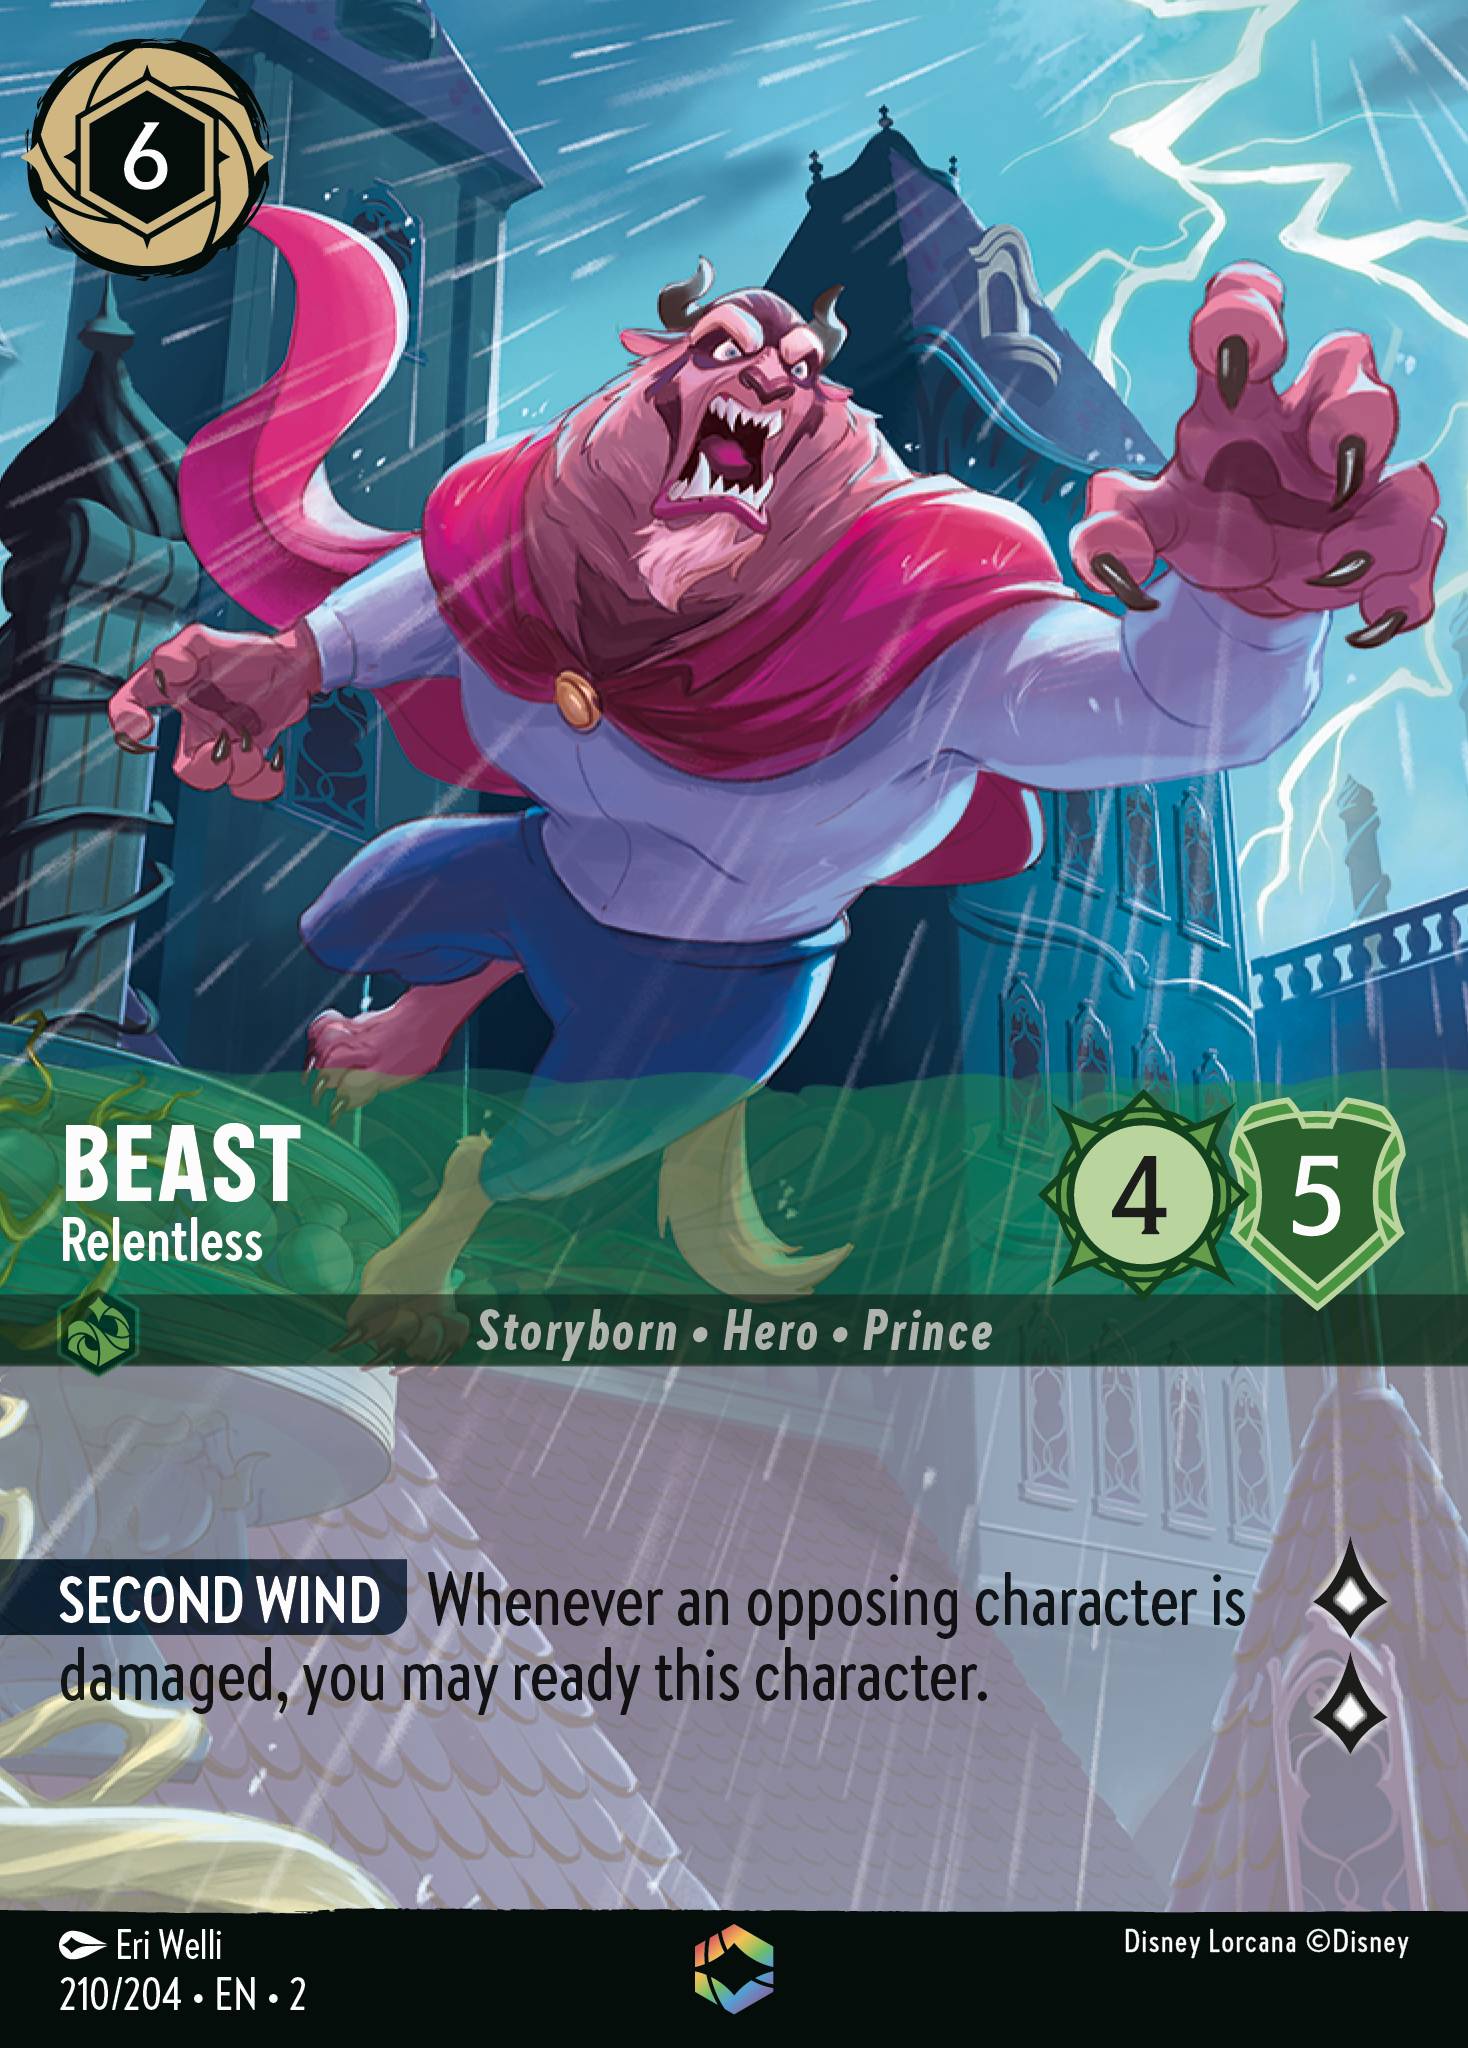 6
BEAST
Relentless
4
5
Storyborn • Hero • Prince
SECOND WIND Whenever an opposing character is
damaged, you may ready this character.
Eri Welli
210/204 • EN • 2
Disney Lorcana ©Disney